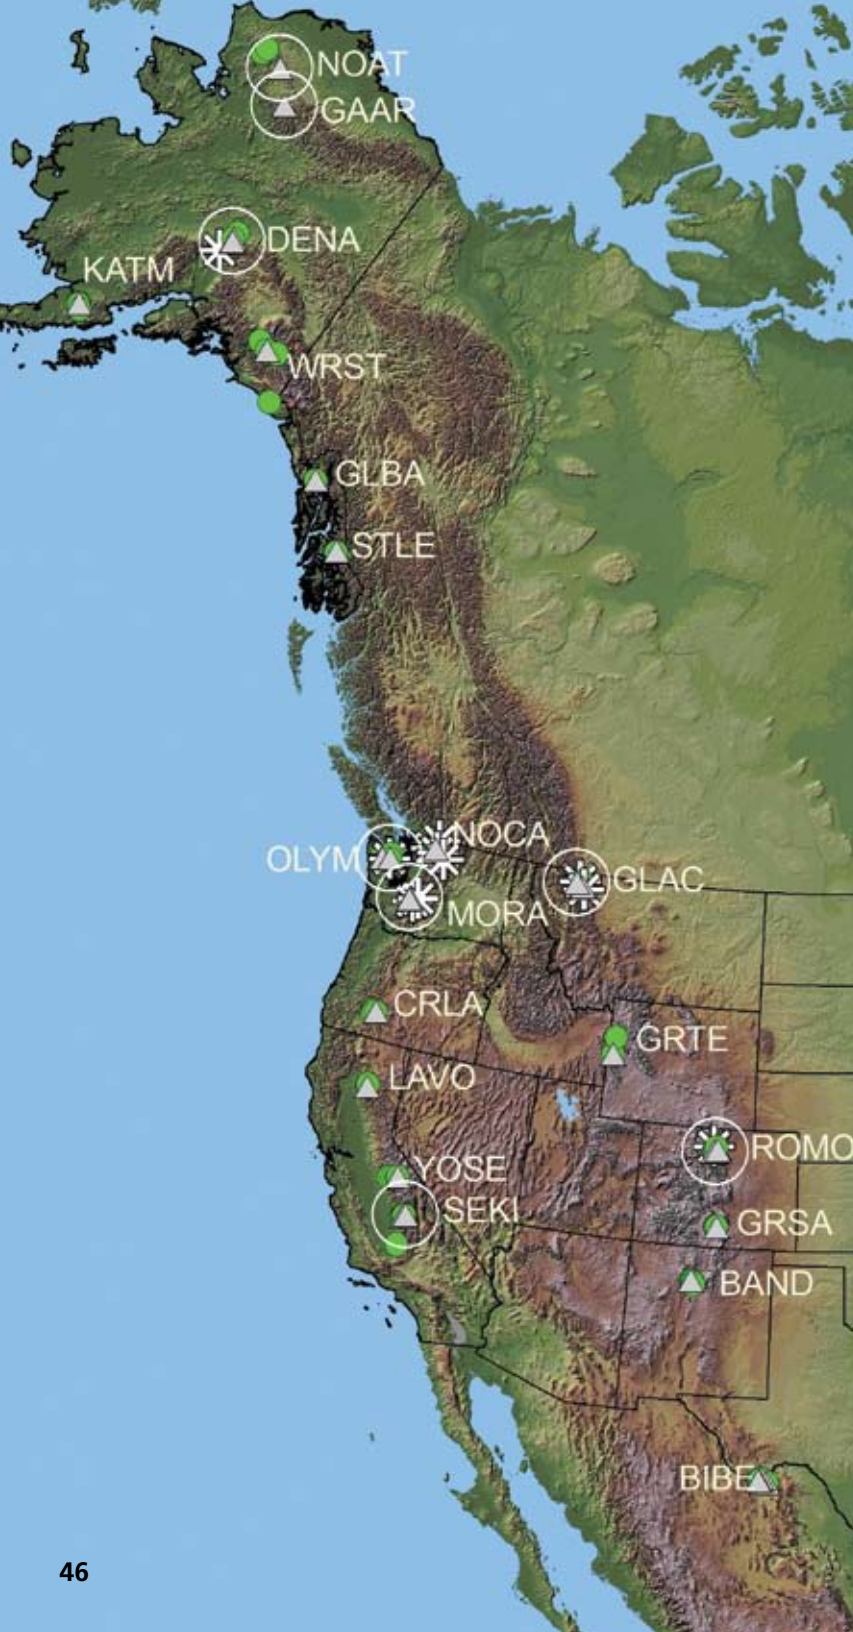 NOAT
GAAR
DENA
KATM
WRST
GLBA
STLE
NOCA
OLYM
GLAC
MORA
CRLA
GRTE
LAVO
ROMO
YOSE
SEKI
GRSA
BAND
BIBE
46